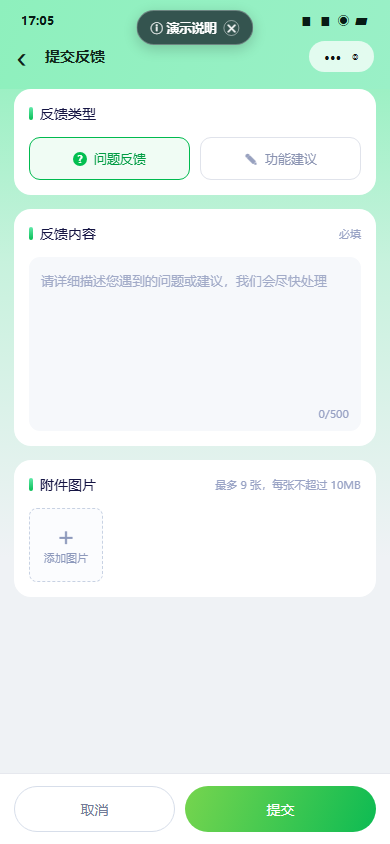 17:05
演示说明
提交反馈
反馈类型
问题反馈
功能建议
反馈内容
必填
请详细描述您遇到的问题或建议，我们会尽快处理
0/500
附件图片
最多 9 张，每张不超过 10MB
添加图片
取消
提交